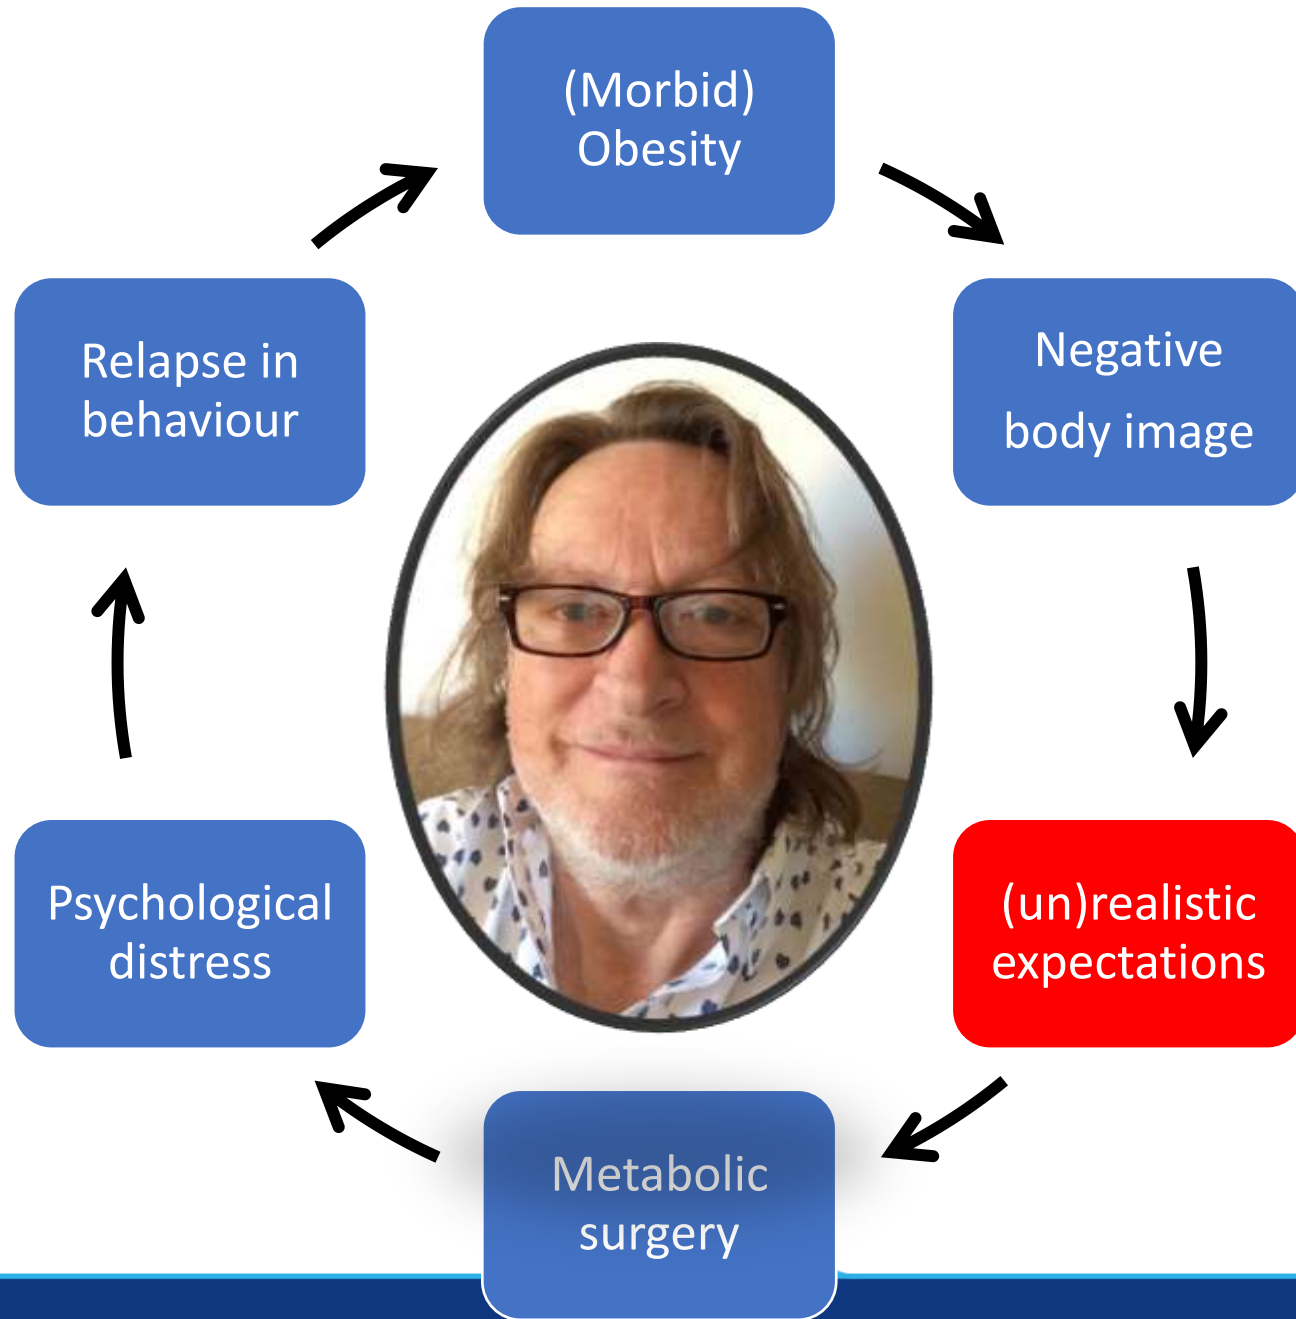 (Morbid)
Obesity
Negative
body image
(un)realistic
expectations
Metabolic
surgery
Psychological
distress
Relapse in
behaviour